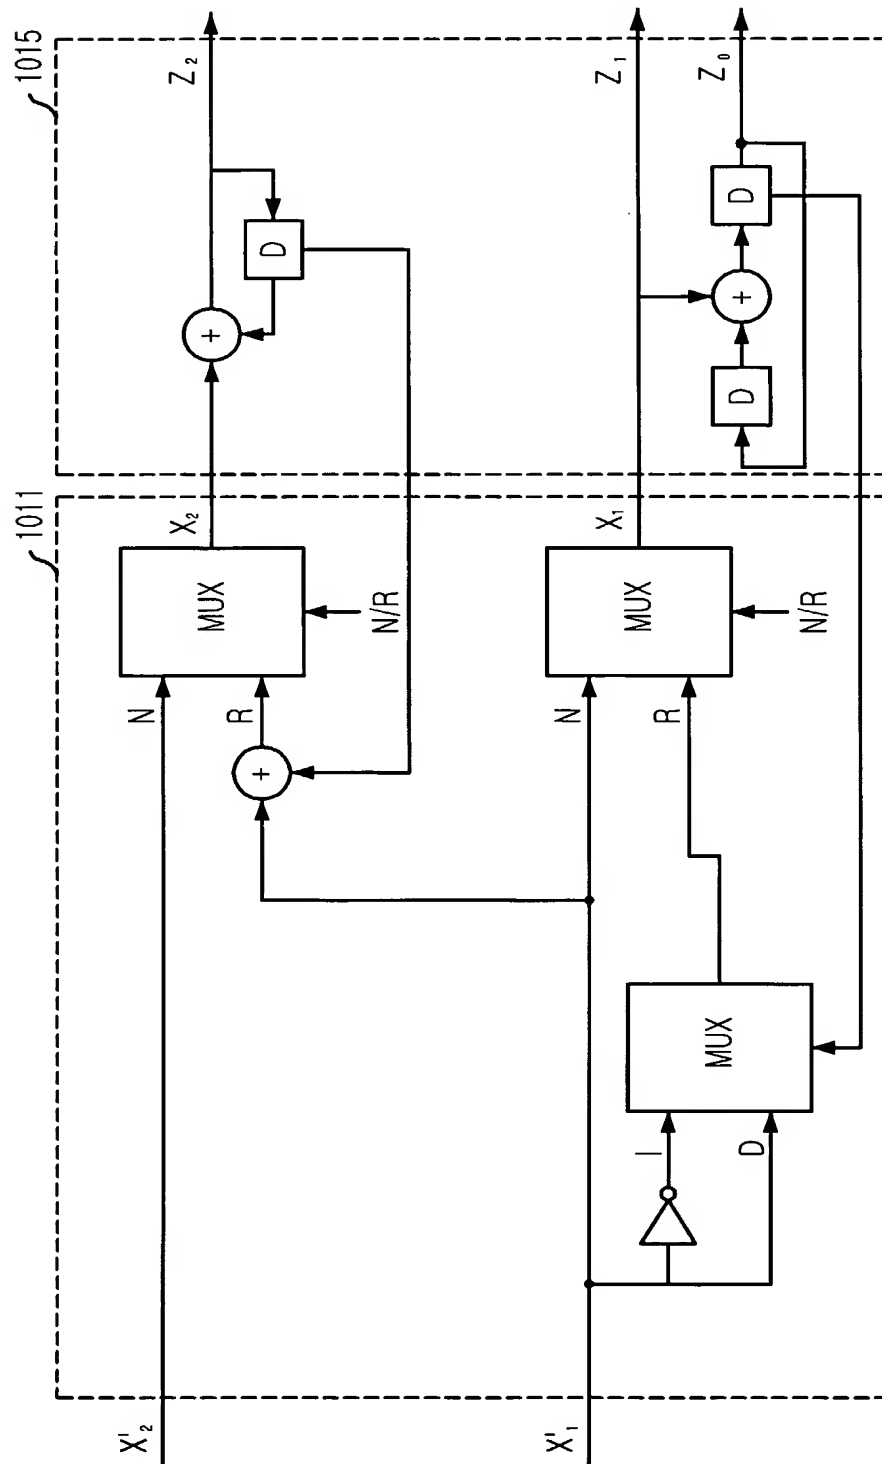 1011
1015
X'₂
N
MUX
X₂
+
Z₂
R
+
D
N/R
X'₁
N
MUX
X₁
Z₁
R
N/R
I
D
MUX
D
+
D
Z₀